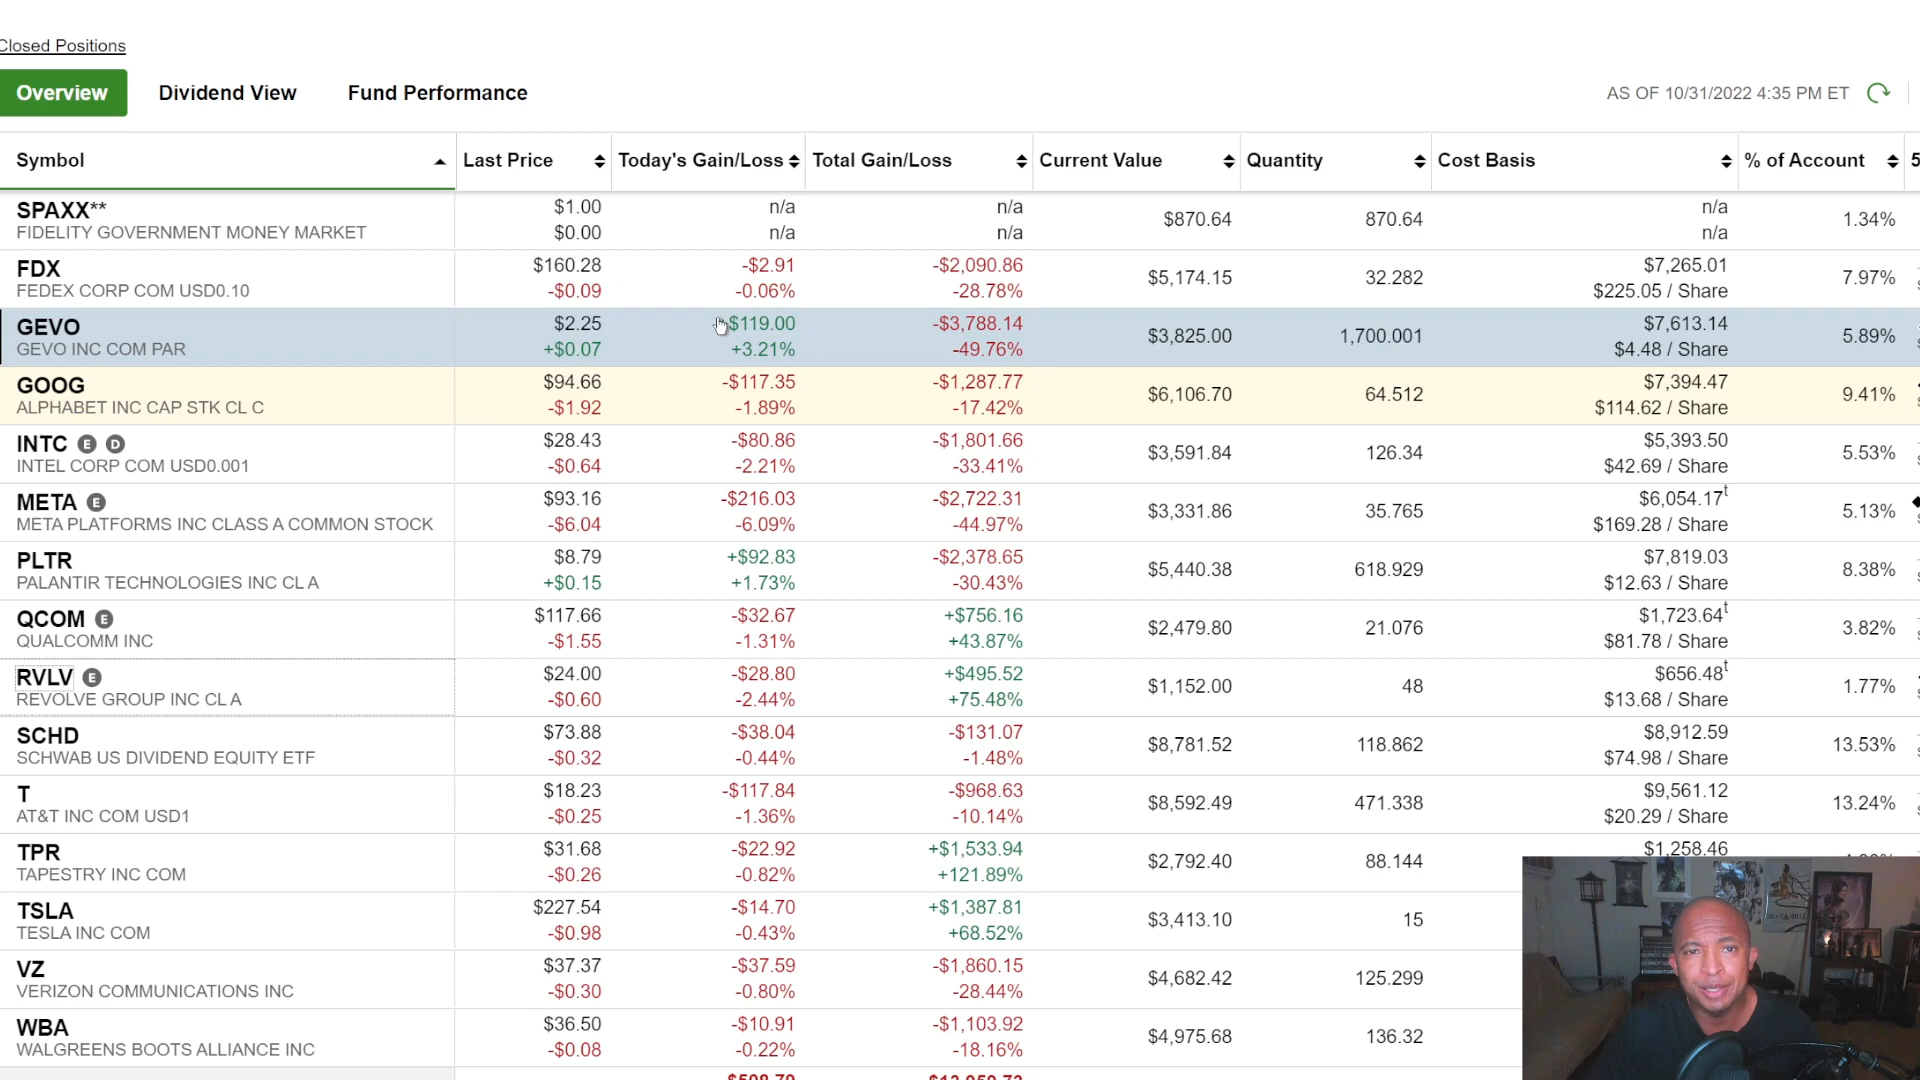 Closed Positions
Overview Dividend View Fund Performance AS OF 10/31/2022 4:35 PM ET
Symbol Last Price Today's Gain/Loss Total Gain/Loss Current Value Quantity Cost Basis % of Account 5
SPAXX** $1.00 n/a n/a $870.64 870.64 n/a 1.34%
FIDELITY GOVERNMENT MONEY MARKET $0.00 n/a n/a n/a
FDX $160.28 -$2.91 -$2,090.86 $5,174.15 32.282 $7,265.01 7.97%
FEDEX CORP COM USD0.10 -$0.09 -0.06% -28.78% $225.05 / Share
GEVO $2.25 $119.00 -$3,788.14 $3,825.00 1,700.001 $7,613.14 5.89%
GEVO INC COM PAR +$0.07 +3.21% -49.76% $4.48 / Share
GOOG $94.66 -$117.35 -$1,287.77 $6,106.70 64.512 $7,394.47 9.41%
ALPHABET INC CAP STK CL C -$1.92 -1.89% -17.42% $114.62 / Share
INTC E D $28.43 -$80.86 -$1,801.66 $3,591.84 126.34 $5,393.50 5.53%
INTEL CORP COM USD0.001 -$0.64 -2.21% -33.41% $42.69 / Share
META E $93.16 -$216.03 -$2,722.31 $3,331.86 35.765 $6,054.17t 5.13%
META PLATFORMS INC CLASS A COMMON STOCK -$6.04 -6.09% -44.97% $169.28 / Share
PLTR $8.79 +$92.83 -$2,378.65 $5,440.38 618.929 $7,819.03 8.38%
PALANTIR TECHNOLOGIES INC CL A +$0.15 +1.73% -30.43% $12.63 / Share
QCOM E $117.66 -$32.67 +$756.16 $2,479.80 21.076 $1,723.64t 3.82%
QUALCOMM INC -$1.55 -1.31% +43.87% $81.78 / Share
RVLV E $24.00 -$28.80 +$495.52 $1,152.00 48 $656.48t 1.77%
REVOLVE GROUP INC CL A -$0.60 -2.44% +75.48% $13.68 / Share
SCHD $73.88 -$38.04 -$131.07 $8,781.52 118.862 $8,912.59 13.53%
SCHWAB US DIVIDEND EQUITY ETF -$0.32 -0.44% -1.48% $74.98 / Share
T $18.23 -$117.84 -$968.63 $8,592.49 471.338 $9,561.12 13.24%
AT&T INC COM USD1 -$0.25 -1.36% -10.14% $20.29 / Share
TPR $31.68 -$22.92 +$1,533.94 $2,792.40 88.144 $1,258.46
TAPESTRY INC COM -$0.26 -0.82% +121.89%
TSLA $227.54 -$14.70 +$1,387.81 $3,413.10 15
TESLA INC COM -$0.98 -0.43% +68.52%
VZ $37.37 -$37.59 -$1,860.15 $4,682.42 125.299
VERIZON COMMUNICATIONS INC -$0.30 -0.80% -28.44%
WBA $36.50 -$10.91 -$1,103.92 $4,975.68 136.32
WALGREENS BOOTS ALLIANCE INC -$0.08 -0.22% -18.16%